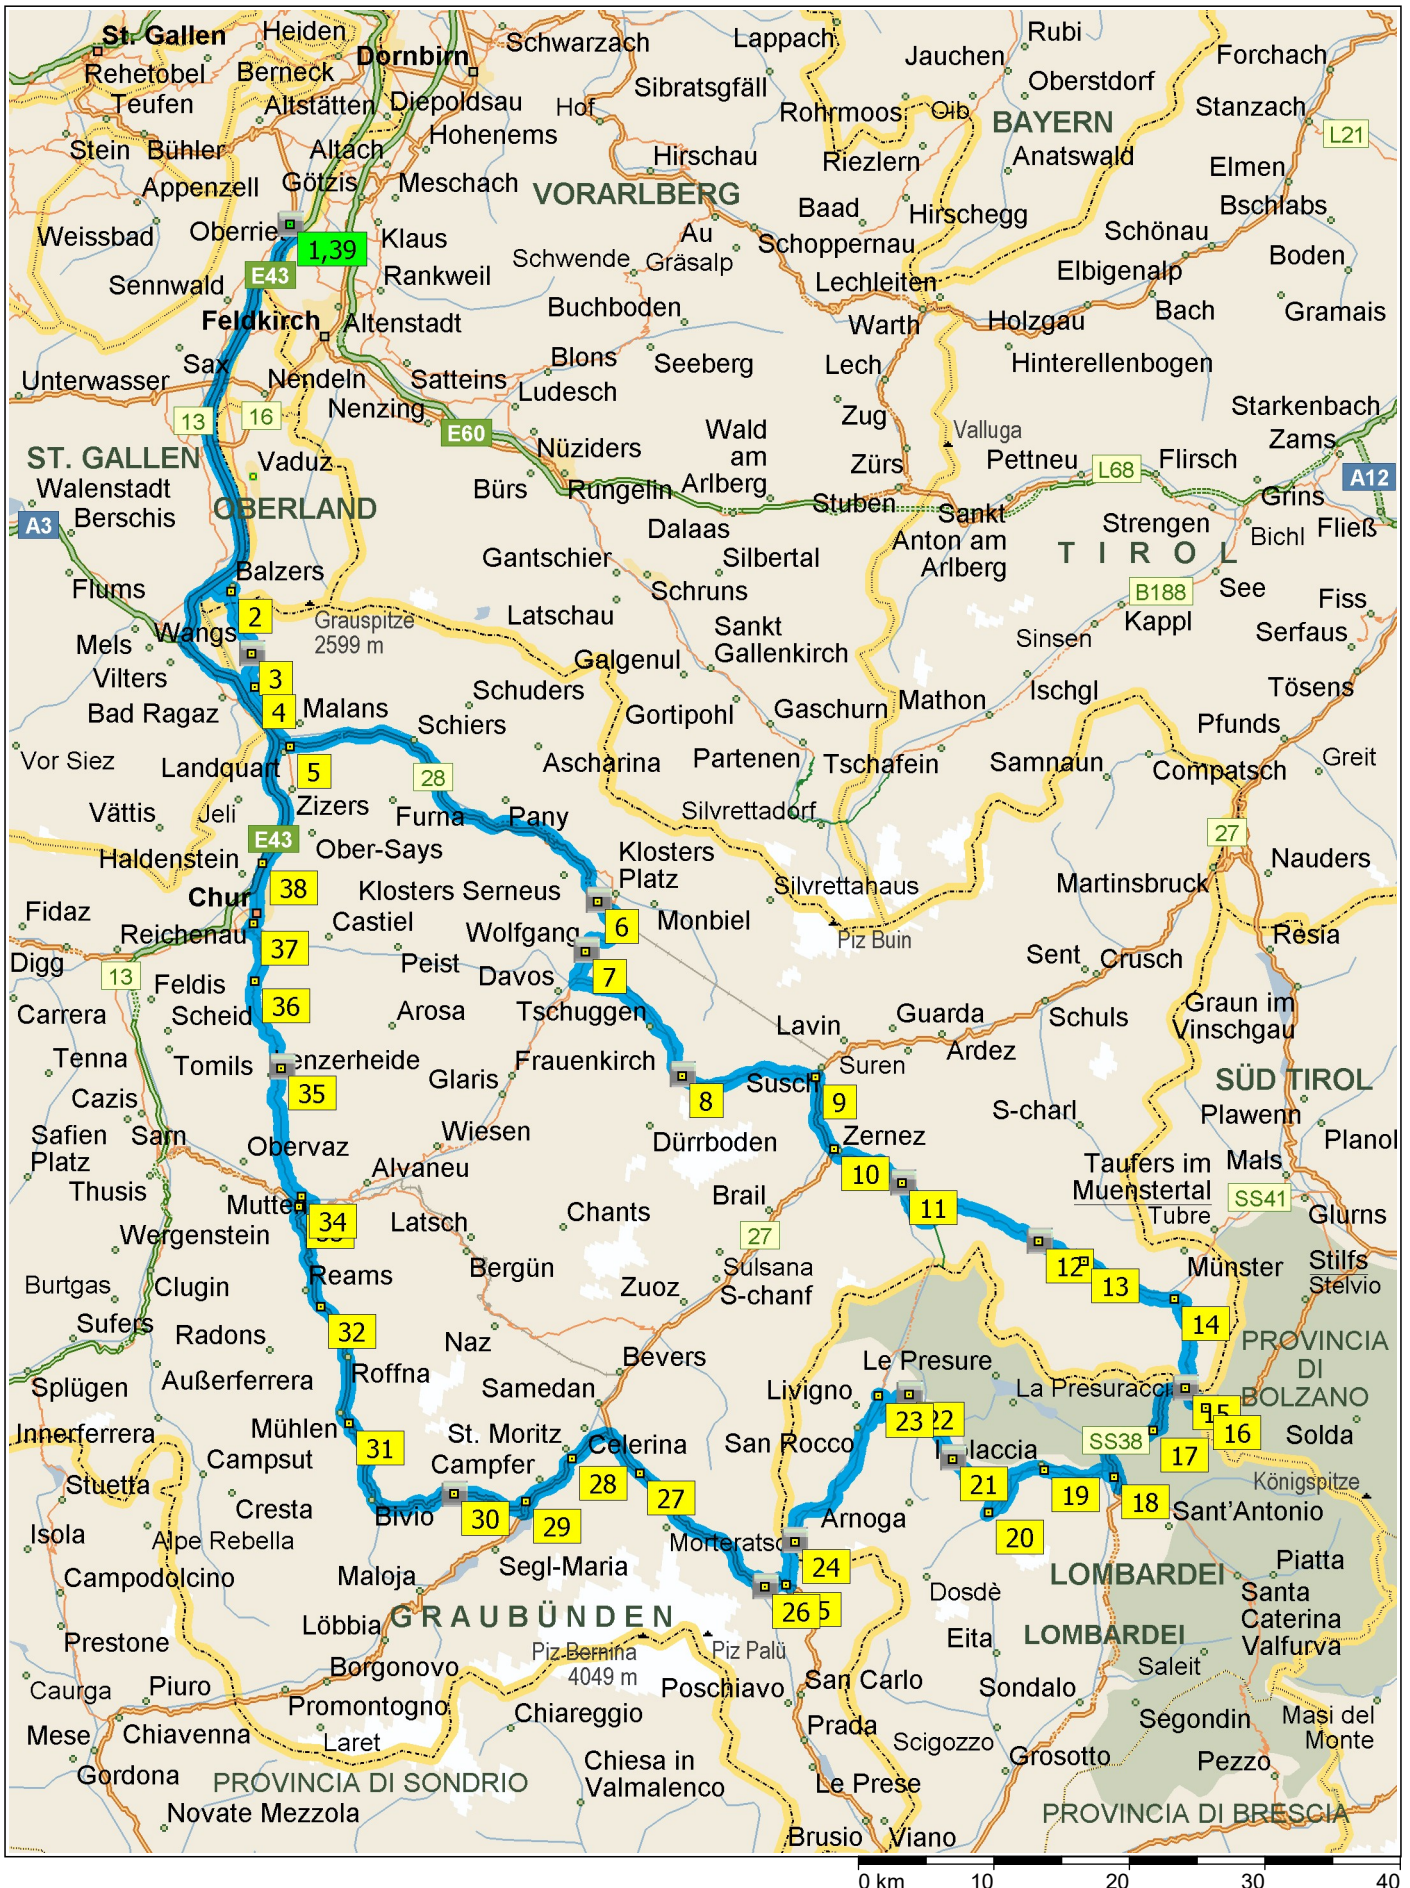 St. Gallen
Heiden
Dornbirn
Schwarzach
Lappach
Rubi
Jauchen
Forchach
Rehetobel
Berneck
Sibratsgfäll
Oberstdorf
Teufen
Altstätten
Diepoldsau
Hof
Rohrmoos
Oib
BAYERN
Stanzach
L21
Stein
Bühler
Altach
Hohenems
Hirschau
Riezlern
Anatswald
Elmen
Appenzell
Götzis
Meschach
VORARLBERG
Baad
Hirschegg
Bschlabs
Weissbad
Oberrie
1,39
Klaus
Au
Schoppernau
Schönau
Boden
Schwende
Gräsalp
Sennwald
E43
Rankweil
Lechleiten
Elbigenalp
Buchboden
Bach
Gramais
Feldkirch
Altenstadt
Warth
Holzgau
Sax
Blons
Seeberg
Lech
Hinterellenbogen
Unterwasser
Nendeln
Satteins
Ludesch
13
16
Nenzing
E60
Zug
Starkenbach
Wald
am
Arlberg
Valluga
Zams
ST. GALLEN
Vaduz
Nüziders
Zürs
Pettneu
L68
Flirsch
A12
Walenstadt
Bürs
Rungelin
Stuben
Grins
A3
Berschis
OBERLAND
Dalaas
Sankt
Anton am
Arlberg
Strengen
Bichl
Fließ
Gantschier
Silbertal
TIROL
Flums
Balzers
Schruns
B188
See
Fiss
2
Grauspitze
2599 m
Latschau
Sankt
Gallenkirch
Kappl
Sinsen
Serfaus
Mels
Wangs
Galgenul
Vilters
3
Schuders
Mathon
Ischgl
Tösens
Bad Ragaz
4
Malans
Schiers
Gortipohl
Gaschurn
Pfunds
Vor Siez
Landquart
5
28
Ascharina
Partenen
Tschafein
Samnaun
Compatsch
Greit
Vättis
Jeli
Zizers
Furna
Pany
Silvrettadorf
27
E43
Ober-Says
Klosters
Platz
Nauders
Haldenstein
38
Klosters Serneus
Silvrettahaus
Martinsbruck
Chur
Fidaz
Reichenau
Castiel
6
Monbiel
Piz Buin
Resia
37
Wolfgang
Digg
13
Peist
Davos
7
Sent
Crusch
Feldis
36
Carrera
Scheid
Arosa
Tschuggen
Lavin
Guarda
Schuls
Graun im
Vinschgau
Tenna
Tomils
enzerheide
Glaris
Frauenkirch
Susch
Suren
Ardez
SÜD TIROL
Cazis
35
8
9
S-charl
Plawenn
Safien
Platz
Sarn
Obervaz
Wiesen
Dürrboden
Zernez
Planol
Alvaneu
10
Taufers im
Muenstertal
Tubre
Mals
Thusis
Mutten
34
Latsch
Chants
Brail
11
SS41
Glurns
Wergenstein
27
12
13
Münster
Stilfs
Stelvio
Burtgas
Clugin
Reams
Bergün
Zuoz
Sulsana
S-chanf
Sufers
Radons
32
Naz
14
PROVINCIA
DI
BOLZANO
Splügen
Außerferrera
Roffna
Samedan
Bevers
Le Presure
Livigno
La Presuracci
Innerferrera
Mühlen
31
St. Moritz
Celerina
San Rocco
23
22
15
16
Solda
SS38
17
Campsut
Campfer
28
olaccia
21
Königspitze
Stuetta
Cresta
Bivio
30
29
27
19
18
Sant'Antonio
Isola
Alpe Rebella
Arnoga
20
Morteratsc
24
Campodolcino
Maloja
Segl-Maria
Dosdè
LOMBARDEI
Piatta
26
5
Santa
Caterina
Valfurva
Prestone
Löbbia
GRAUBÜNDEN
Piz Bernina
4049 m
Piz Palü
Eita
LOMBARDEI
Saleit
Caurga
Piuro
Borgonovo
Poschiavo
San Carlo
Sondalo
Promontogno
Chiareggio
Segondin
Masi del
Monte
Mese
Chiavenna
Laret
Prada
Scigozzo
Grosotto
Gordona
PROVINCIA DI SONDRIO
Chiesa in
Valmalenco
Le Prese
Pezzo
Novate Mezzola
PROVINCIA DI BRESCIA
Brusio
Viano
0 km
10
20
30
40